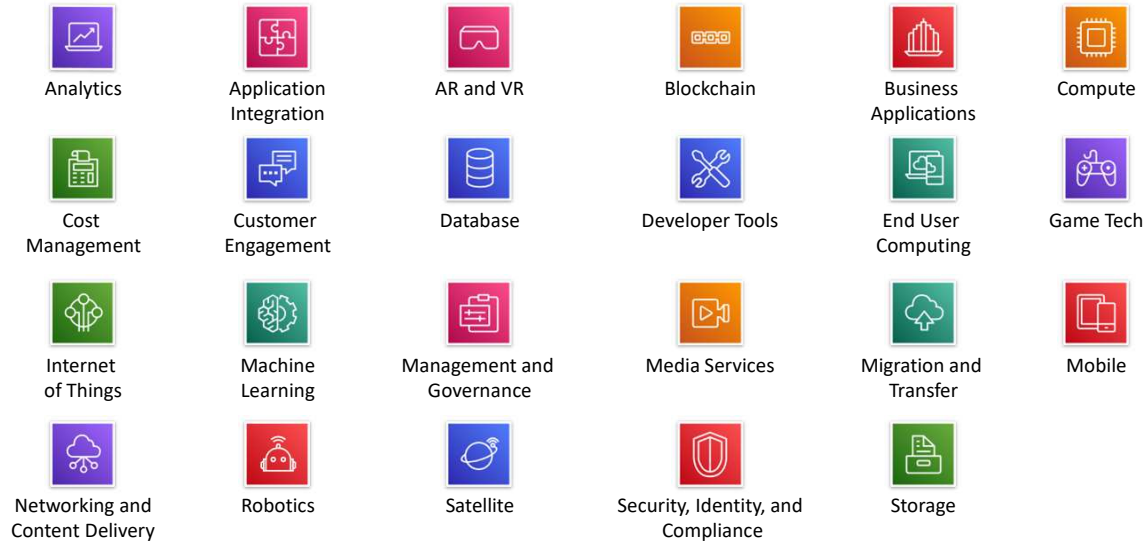 Analytics
Application
Integration
AR and VR
Blockchain
Business
Applications
Compute
Cost
Management
Customer
Engagement
Database
Developer Tools
End User
Computing
Game Tech
Internet
of Things
Machine
Learning
Management and
Governance
Media Services
Migration and
Transfer
Mobile
Networking and
Content Delivery
Robotics
Satellite
Security, Identity, and
Compliance
Storage